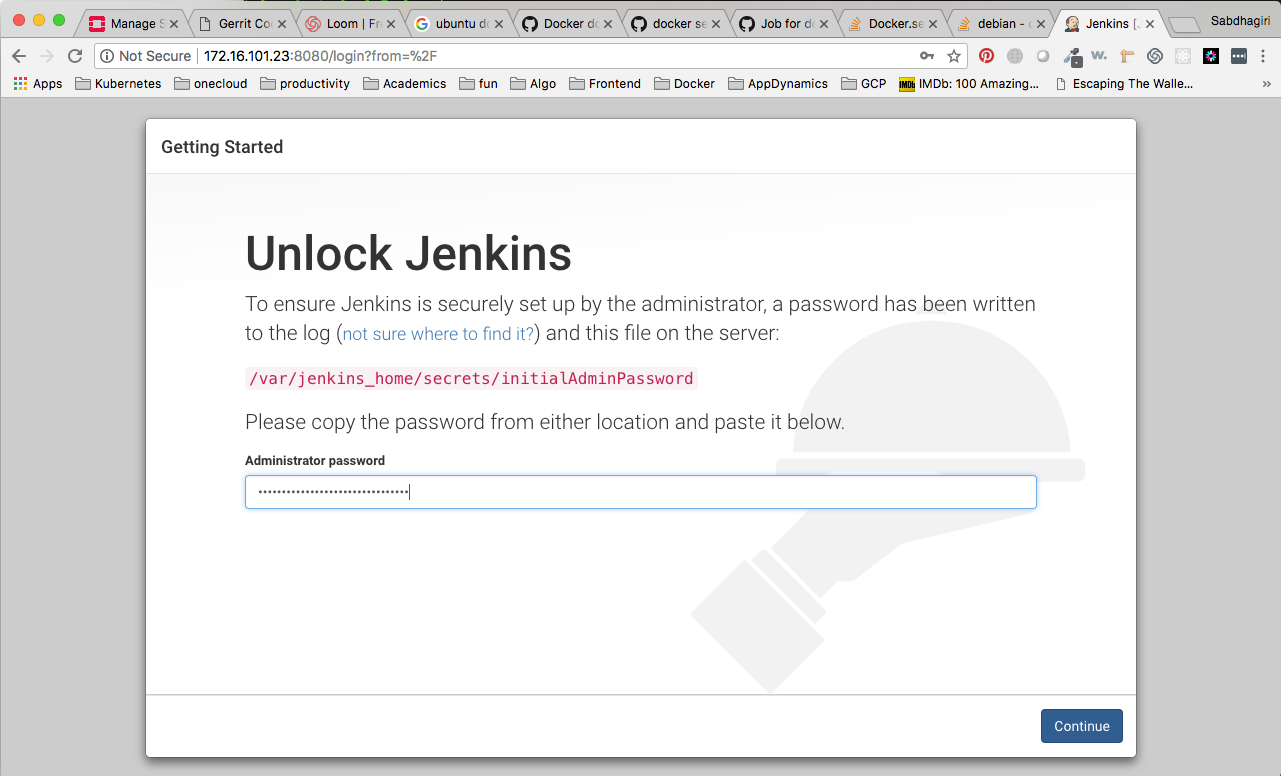 Manage S
Gerrit Co
Loom | Fr
ubuntu do
Docker do
docker se
Job for do
Docker.se
debian -
Jenkins [
Sabdhagiri
Not Secure
172.16.101.23:8080/login?from=%2F
W.
Apps
Kubernetes
onecloud
productivity
Academics
fun
Algo
Frontend
Docker
AppDynamics
GCP
IMDb
IMDb: 100 Amazing...
Escaping The Walle...
»
Getting Started
Unlock Jenkins
To ensure Jenkins is securely set up by the administrator, a password has been written
to the log (not sure where to find it?) and this file on the server:
/var/jenkins_home/secrets/initialAdminPassword
Please copy the password from either location and paste it below.
Administrator password
••••••••••••••••••••••••••••••••
Continue